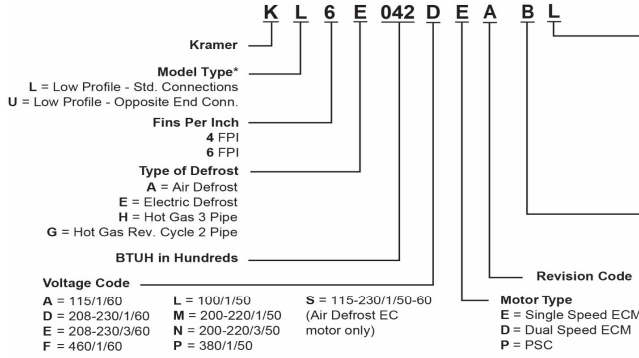 K L 6 E 042 D E A B L
Kramer
Model Type*
L = Low Profile - Std. Connections
U = Low Profile - Opposite End Conn.
Fins Per Inch
4 FPI
6 FPI
Type of Defrost
A = Air Defrost
E = Electric Defrost
H = Hot Gas 3 Pipe
G = Hot Gas Rev. Cycle 2 Pipe
BTUH in Hundreds
Voltage Code
A = 115/1/60 L = 100/1/50 S = 115-230/1/50-60
D = 208-230/1/60 M = 200-220/1/50 (Air Defrost EC
E = 208-230/3/60 N = 200-220/3/50 motor only)
F = 460/1/60 P = 380/1/50
Revision Code
Motor Type
E = Single Speed ECM
D = Dual Speed ECM
P = PSC